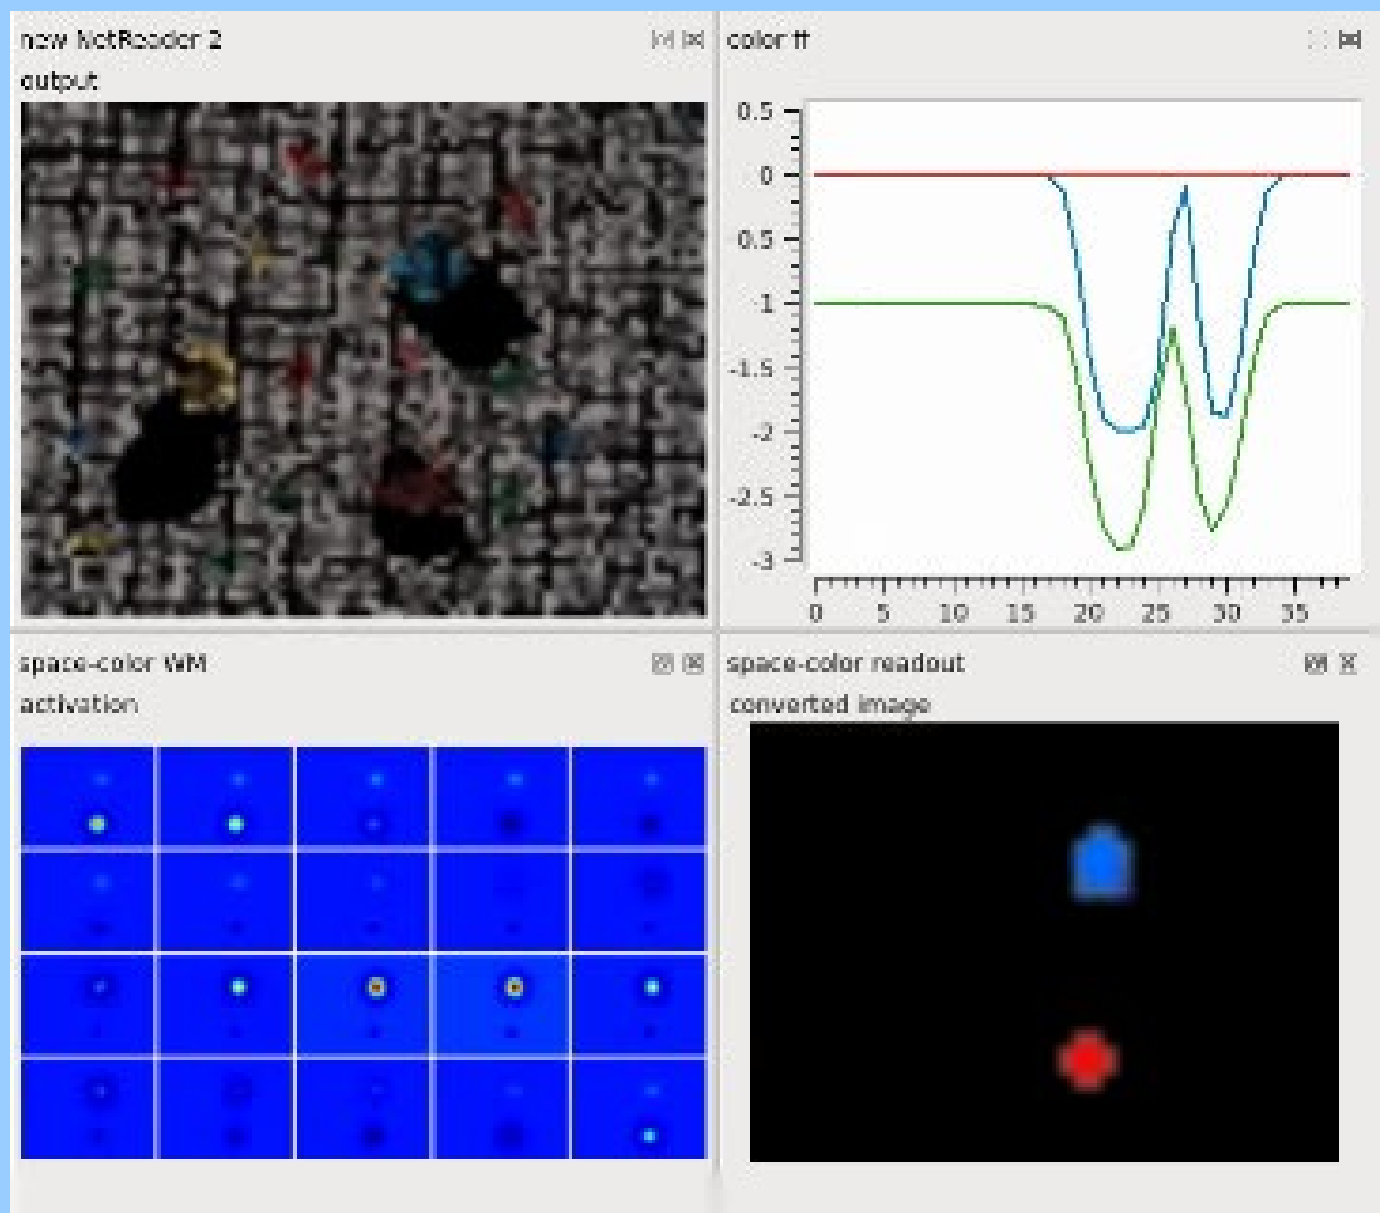 new NetReader 2
output
color ff
0.5
0
0.5
-1
-1.5
-2
-2.5
-3
0 5 10 15 20 25 30 35
space-color WM
activation
space-color readout
converted image